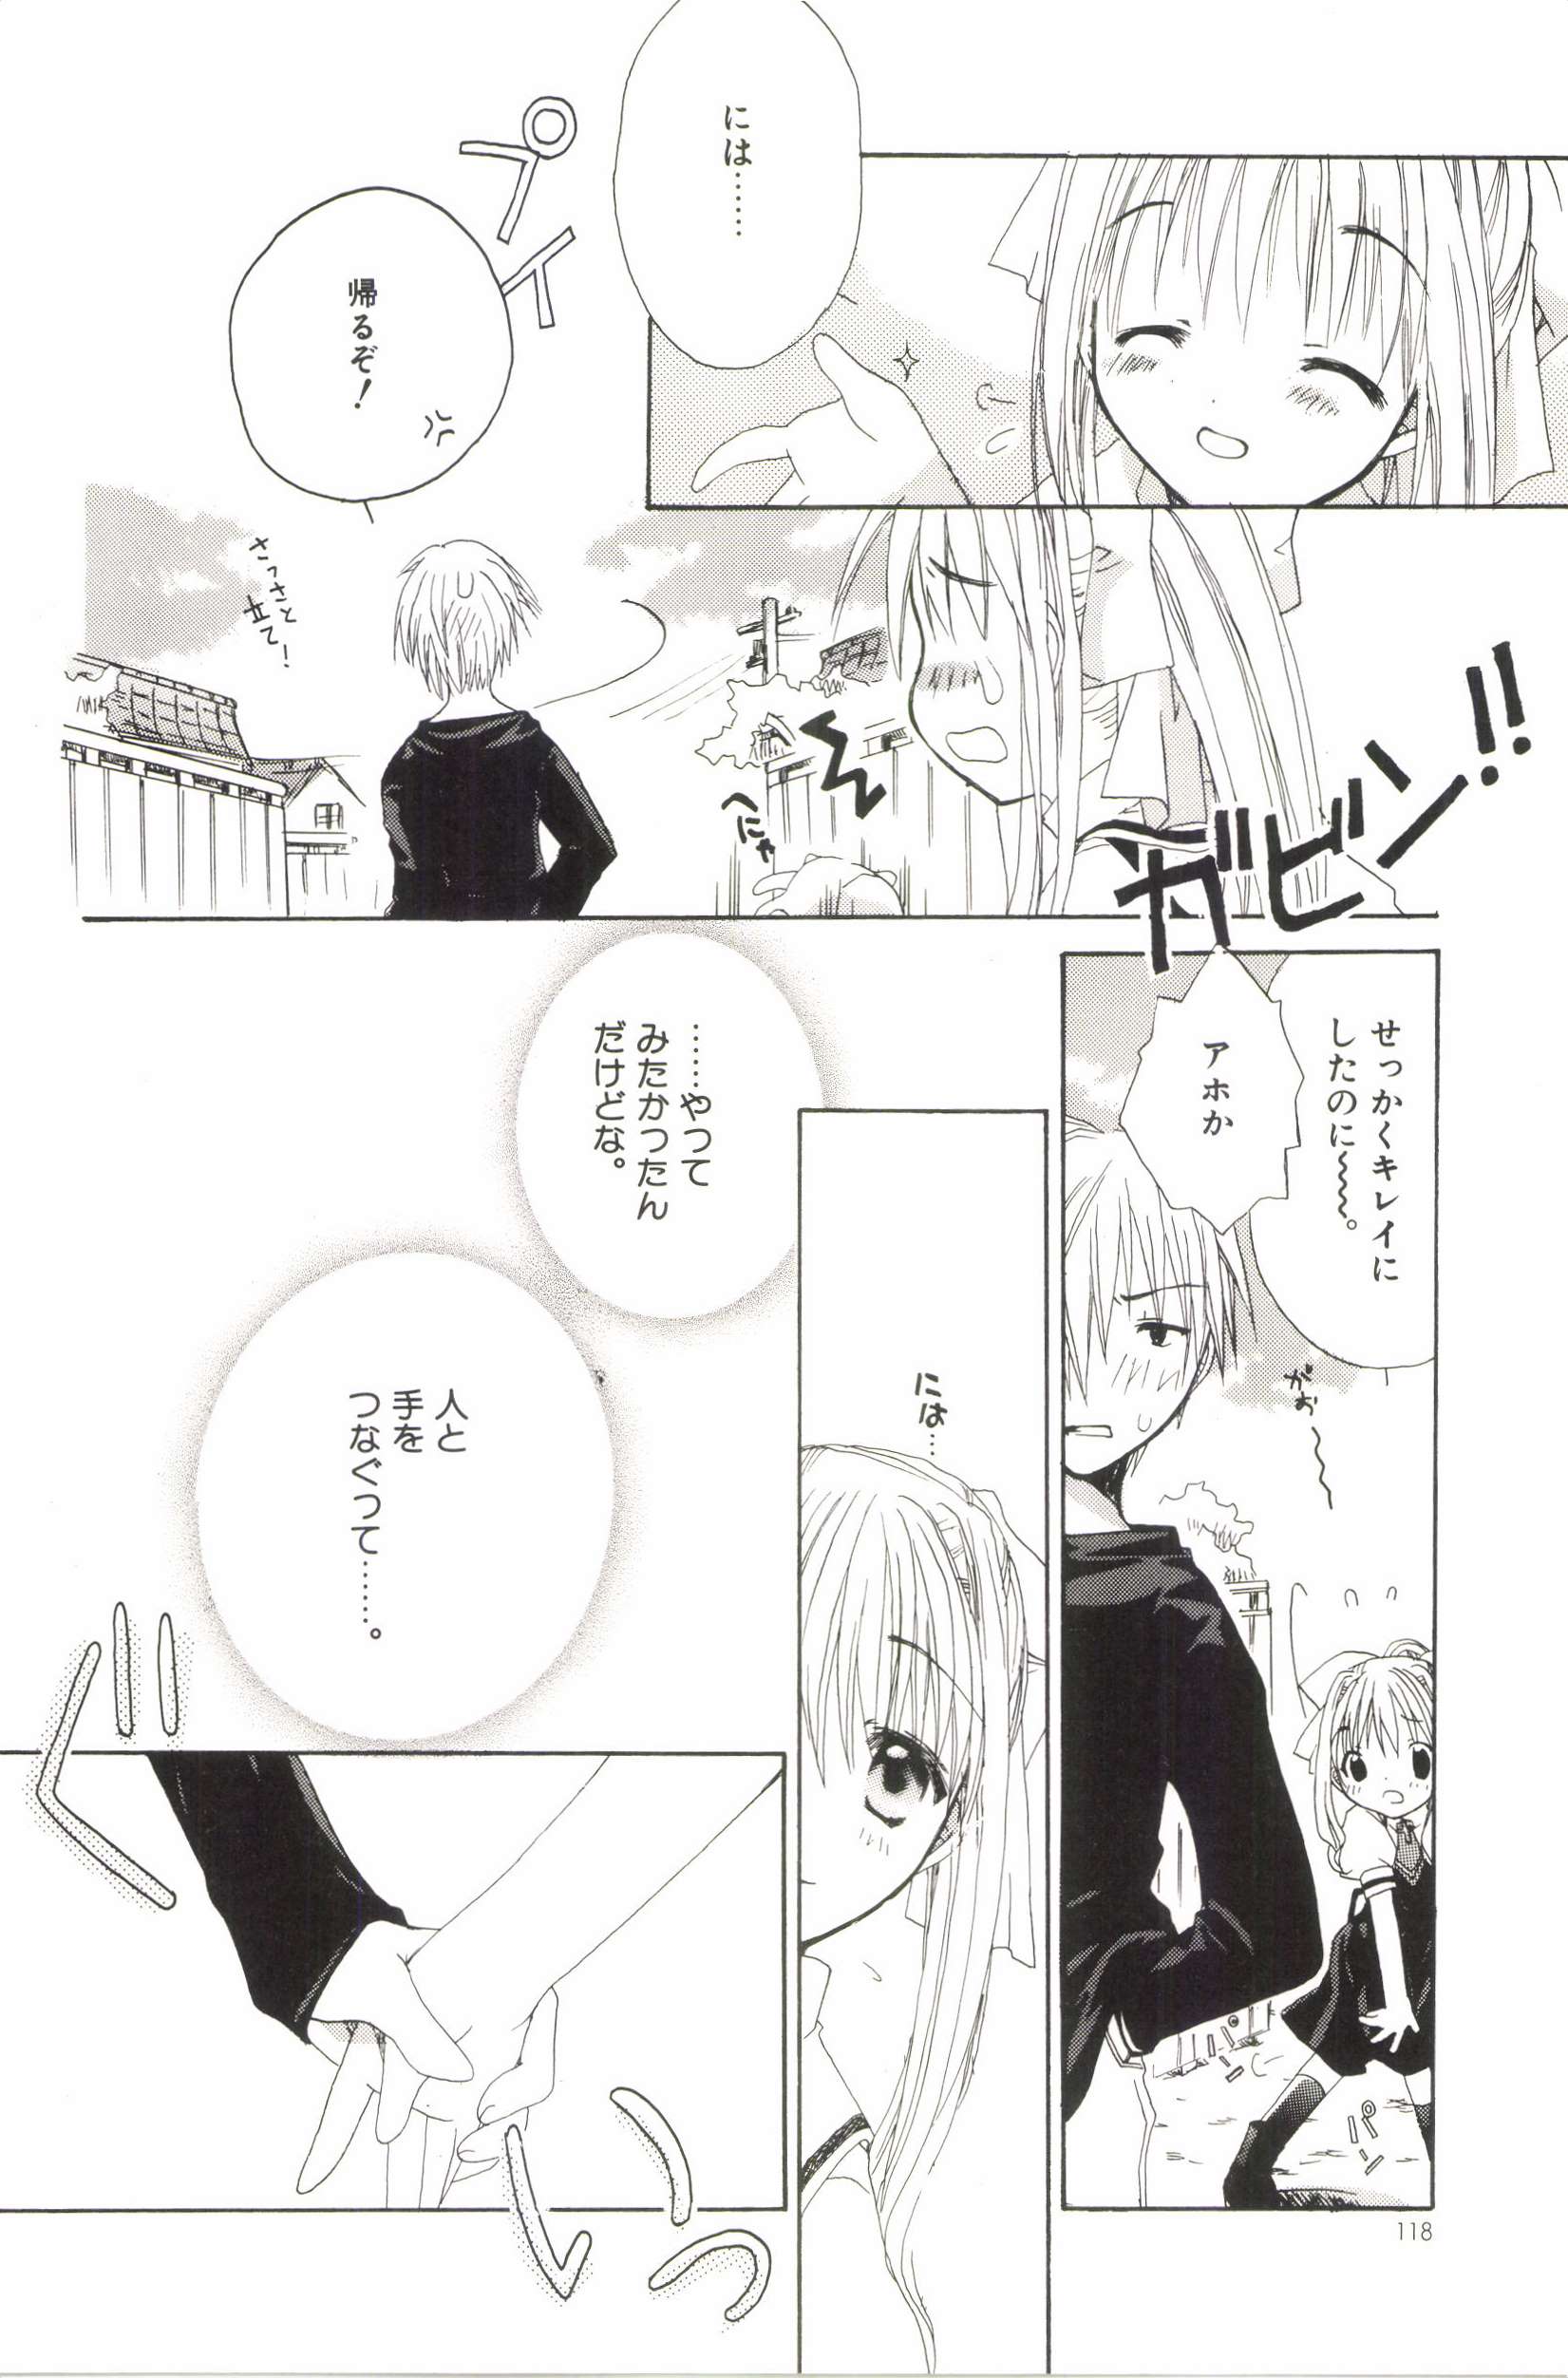 には……
プイ
帰るぞ！
さっさと
立て！
ガビン!!
へにゃ
せっかくキレイに
したのに〜〜〜。
アホか
がお〜〜
パン
には…
……やって
みたかったん
だけどな。
人と
手を
つなぐって……。
ぐいっ
118